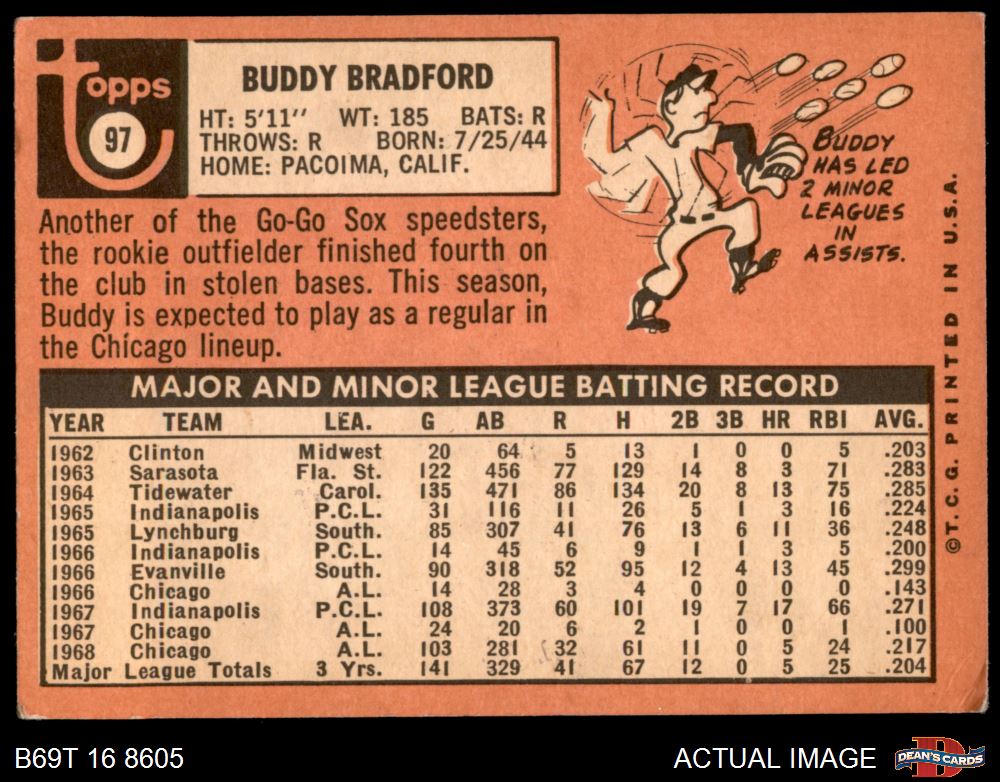 topps
97
BUDDY BRADFORD
HT: 5'11" WT: 185 BATS: R
THROWS: R BORN: 7/25/44
HOME: PACOIMA, CALIF.
BUDDY
HAS LED
2 MINOR
LEAGUES
IN
ASSISTS.
Another of the Go-Go Sox speedsters,
the rookie outfielder finished fourth on
the club in stolen bases. This season,
Buddy is expected to play as a regular in
the Chicago lineup.
MAJOR AND MINOR LEAGUE BATTING RECORD
YEAR TEAM LEA. G AB R H 2B 3B HR RBI AVG.
1962 Clinton Midwest 20 64 5 13 1 0 0 5 .203
1963 Sarasota Fla. St. 122 456 77 129 14 8 3 71 .283
1964 Tidewater Carol. 135 471 86 134 20 8 13 75 .285
1965 Indianapolis P.C.L. 31 116 11 26 5 1 3 16 .224
1965 Lynchburg South. 85 307 41 76 13 6 11 36 .248
1966 Indianapolis P.C.L. 14 45 6 9 1 1 3 5 .200
1966 Evanville South. 90 318 52 95 12 4 13 45 .299
1966 Chicago A.L. 14 28 3 4 0 0 0 0 .143
1967 Indianapolis P.C.L. 108 373 60 101 19 7 17 66 .271
1967 Chicago A.L. 24 20 6 2 1 0 0 1 .100
1968 Chicago A.L. 103 281 32 61 11 0 5 24 .217
Major League Totals 3 Yrs. 141 329 41 67 12 0 5 25 .204
©T.C.G. PRINTED IN U.S.A.
B69T 16 8605
ACTUAL IMAGE
D
DEAN'S CARDS